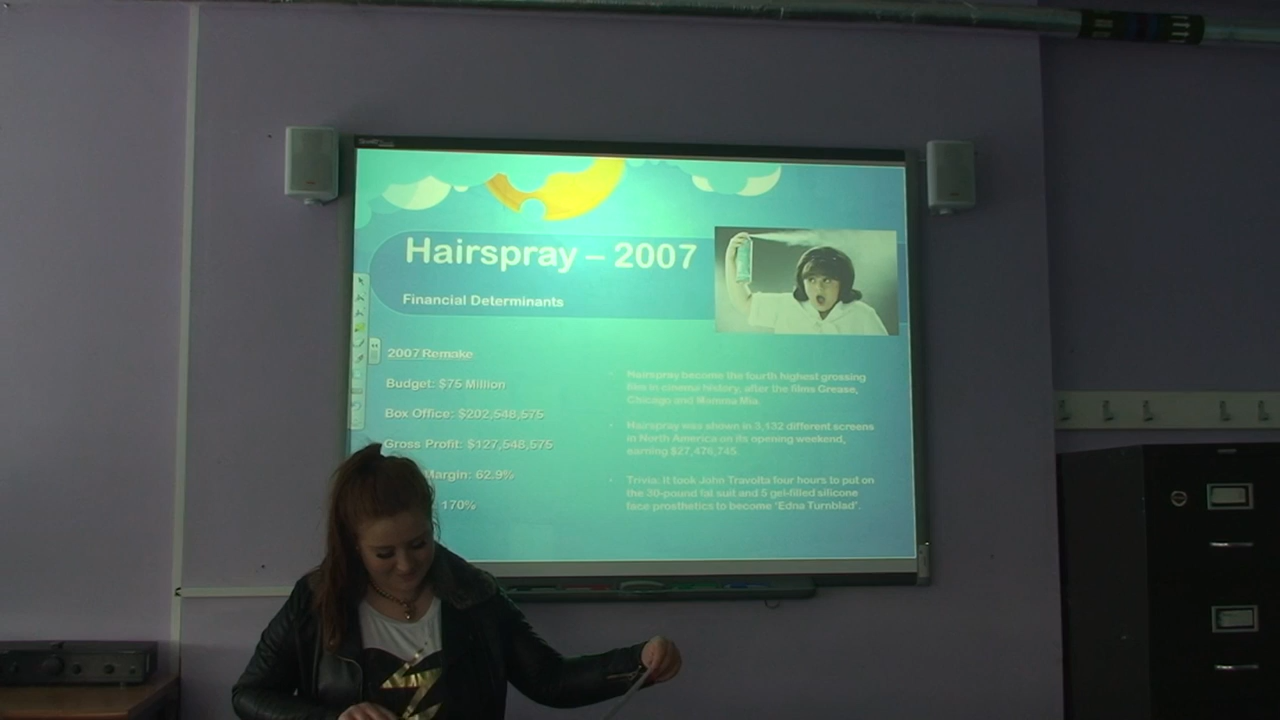 Hairspray – 2007
Financial Determinants
2007 Remake
Budget: $75 Million
Box Office: $202,548,575
Gross Profit: $127,548,575
Margin: 62.9%
170%
Hairspray become the fourth highest grossing
film in cinema history, after the films Grease,
Chicago and Mamma Mia.
Hairspray was shown in 3,132 different screens
in North America on its opening weekend,
earning $27,476,745.
Trivia: It took John Travolta four hours to put on
the 30-pound fat suit and 5 gel-filled silicone
face prosthetics to become 'Edna Turnblad'.